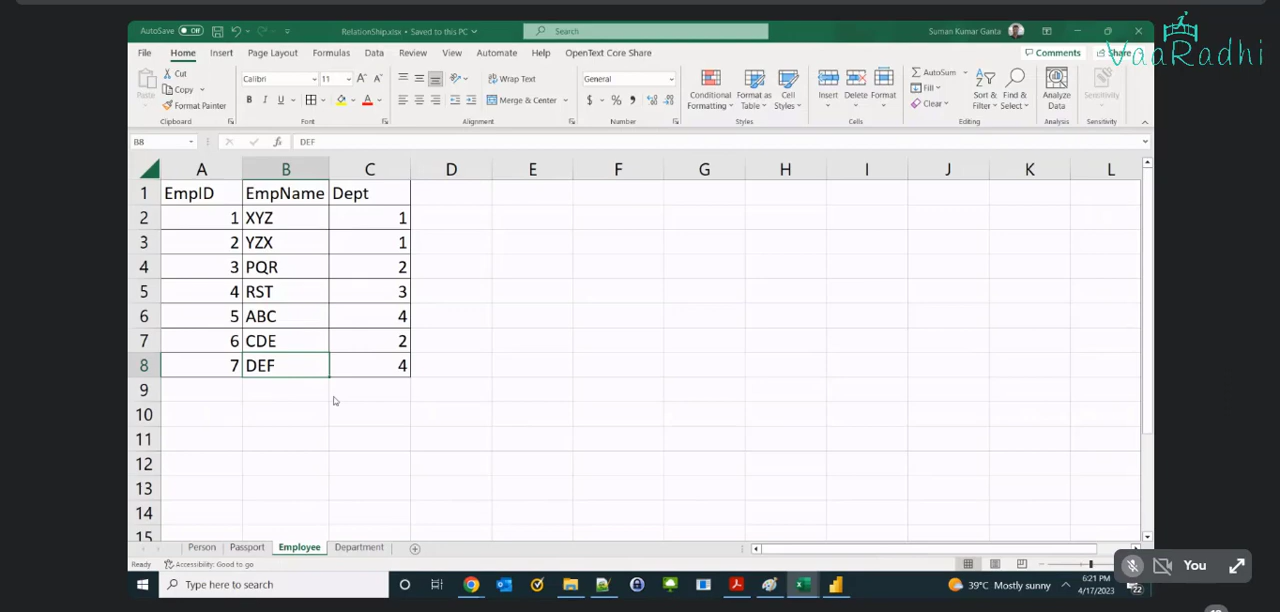 AutoSave Off RelationShip.xlsx • Saved to this PC Search Suman Kumar Ganta
VaaRadhi
File Home Insert Page Layout Formulas Data Review View Automate Help OpenText Core Share Comments Share
Paste Cut Copy Format Painter Clipboard
Calibri 11 B I U Font
Wrap Text Merge & Center Alignment
General $ % Number
Conditional Formatting Format as Table Cell Styles Styles
Insert Delete Format Cells
AutoSum Fill Clear Sort & Filter Find & Select Editing
Analyze Data Analysis
Sensitivity Sensitivity
B8 fx DEF
A B C D E F G H I J K L
1 EmpID EmpName Dept
2 1 XYZ 1
3 2 YZX 1
4 3 PQR 2
5 4 RST 3
6 5 ABC 4
7 6 CDE 2
8 7 DEF 4
9
10
11
12
13
14
15
Person Passport Employee Department
Ready Accessibility: Good to go
You
Type here to search 39°C Mostly sunny 6:21 PM
4/17/2023 22